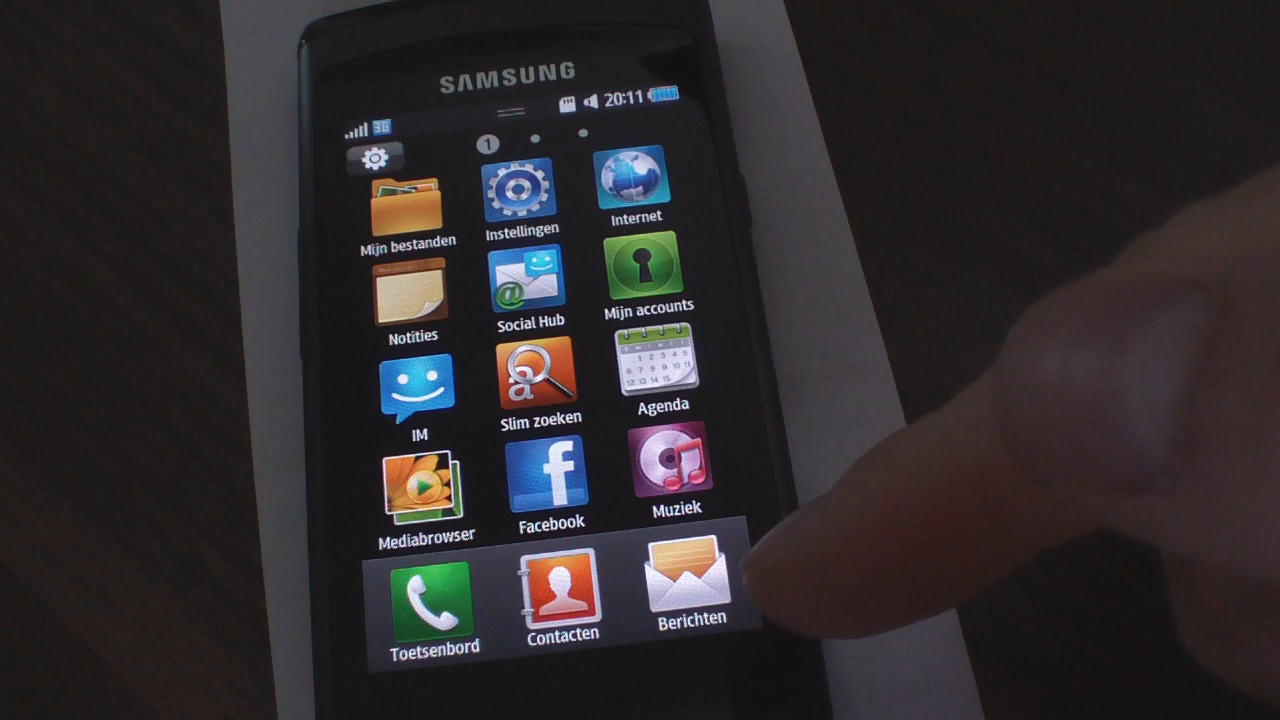 SAMSUNG
3G 20:11
1
Mijn bestanden Instellingen Internet
Notities Social Hub Mijn accounts
IM Slim zoeken Agenda
Mediabrowser Facebook Muziek
Toetsenbord Contacten Berichten